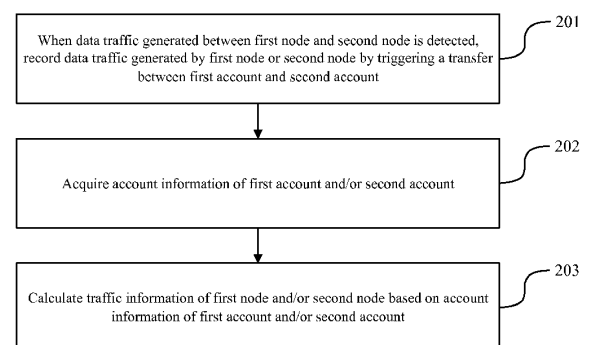 When data traffic generated between first node and second node is detected,
record data traffic generated by first node or second node by triggering a transfer
between first account and second account
201
Acquire account information of first account and/or second account
202
Calculate traffic information of first node and/or second node based on account
information of first account and/or second account
203